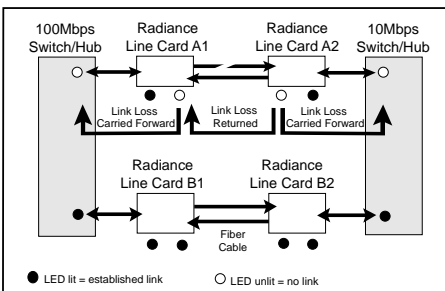 100Mbps
Switch/Hub
Radiance
Line Card A1
Radiance
Line Card A2
10Mbps
Switch/Hub
Link Loss
Carried Forward
Link Loss
Returned
Link Loss
Carried Forward
Radiance
Line Card B1
Radiance
Line Card B2
Fiber
Cable
LED lit = established link
LED unlit = no link